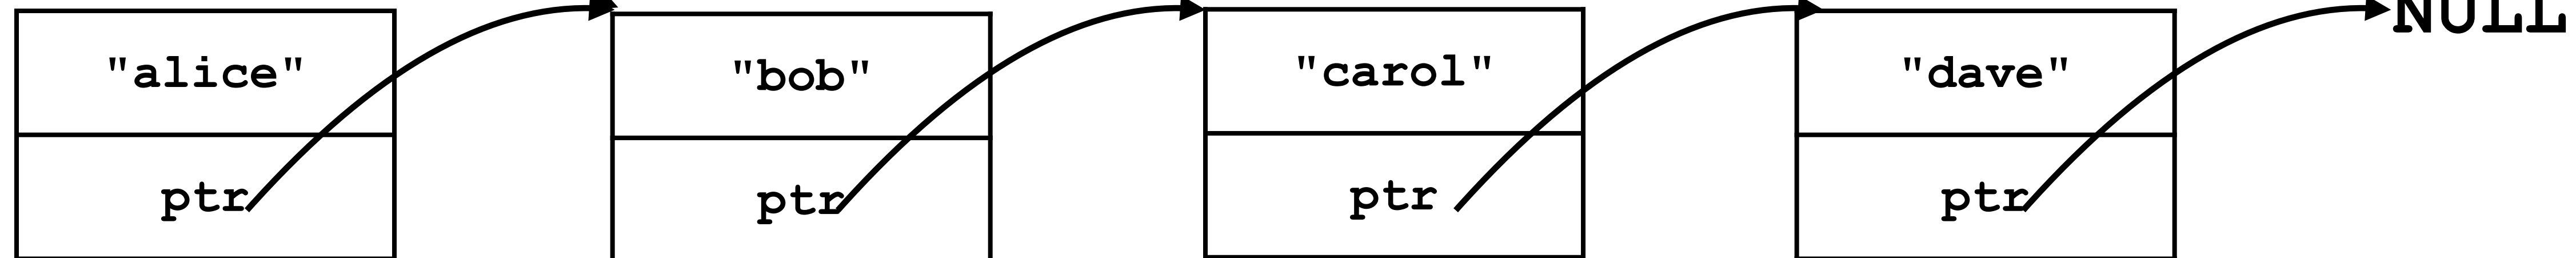 "alice" "bob" "carol" "dave" NULL
ptr ptr ptr ptr